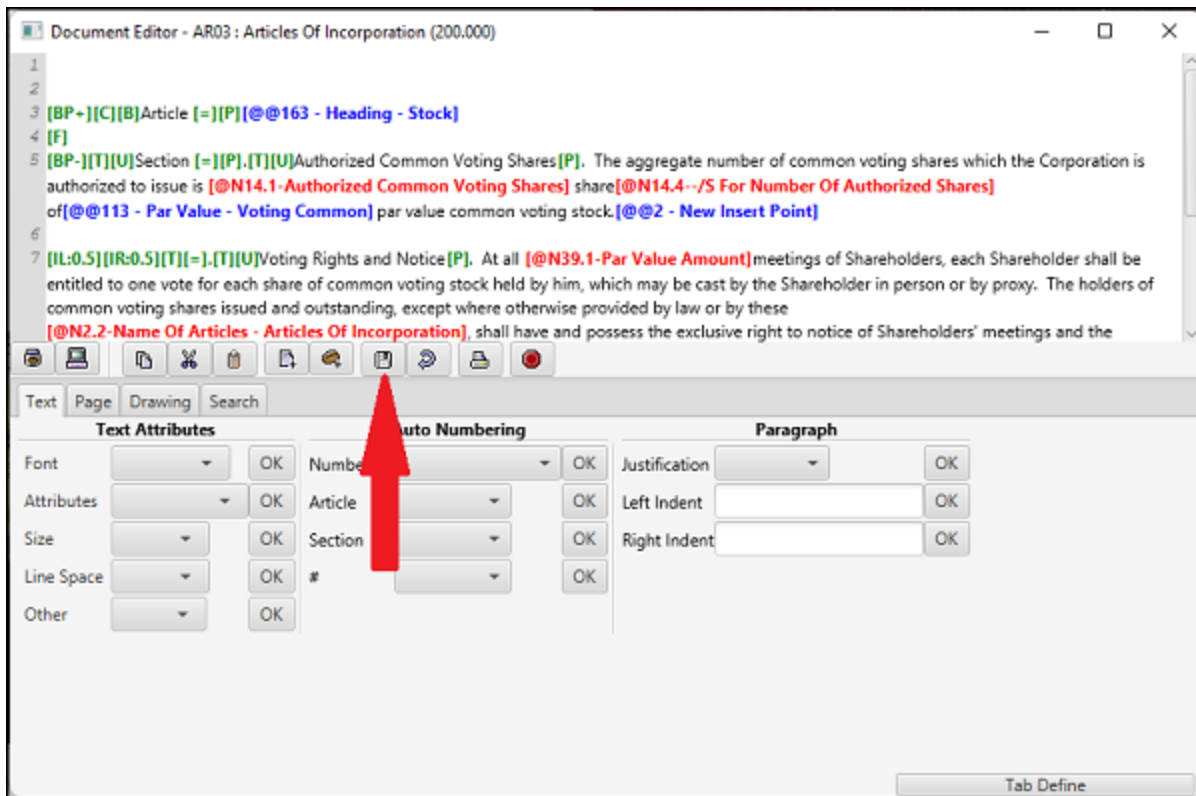 Document Editor - AR03 : Articles Of Incorporation (200.000)
1
2
3 [BP+][C][B]Article [=][P][@@163 - Heading - Stock]
4 [F]
5 [BP-][T][U]Section [=][P].[T][U]Authorized Common Voting Shares[P].  The aggregate number of common voting shares which the Corporation is
authorized to issue is [@N14.1-Authorized Common Voting Shares] share[@N14.4--/S For Number Of Authorized Shares]
of[@@113 - Par Value - Voting Common] par value common voting stock.[@@2 - New Insert Point]
6
7 [IL:0.5][IR:0.5][T][=].[T][U]Voting Rights and Notice[P].  At all [@N39.1-Par Value Amount]meetings of Shareholders, each Shareholder shall be
entitled to one vote for each share of common voting stock held by him, which may be cast by the Shareholder in person or by proxy.  The holders of
common voting shares issued and outstanding, except where otherwise provided by law or by these
[@N2.2-Name Of Articles - Articles Of Incorporation], shall have and possess the exclusive right to notice of Shareholders' meetings and the
Text Page Drawing Search
Text Attributes Auto Numbering Paragraph
Font OK Number OK Justification OK
Attributes OK Article OK Left Indent OK
Size OK Section OK Right Indent OK
Line Space OK # OK
Other OK
Tab Define